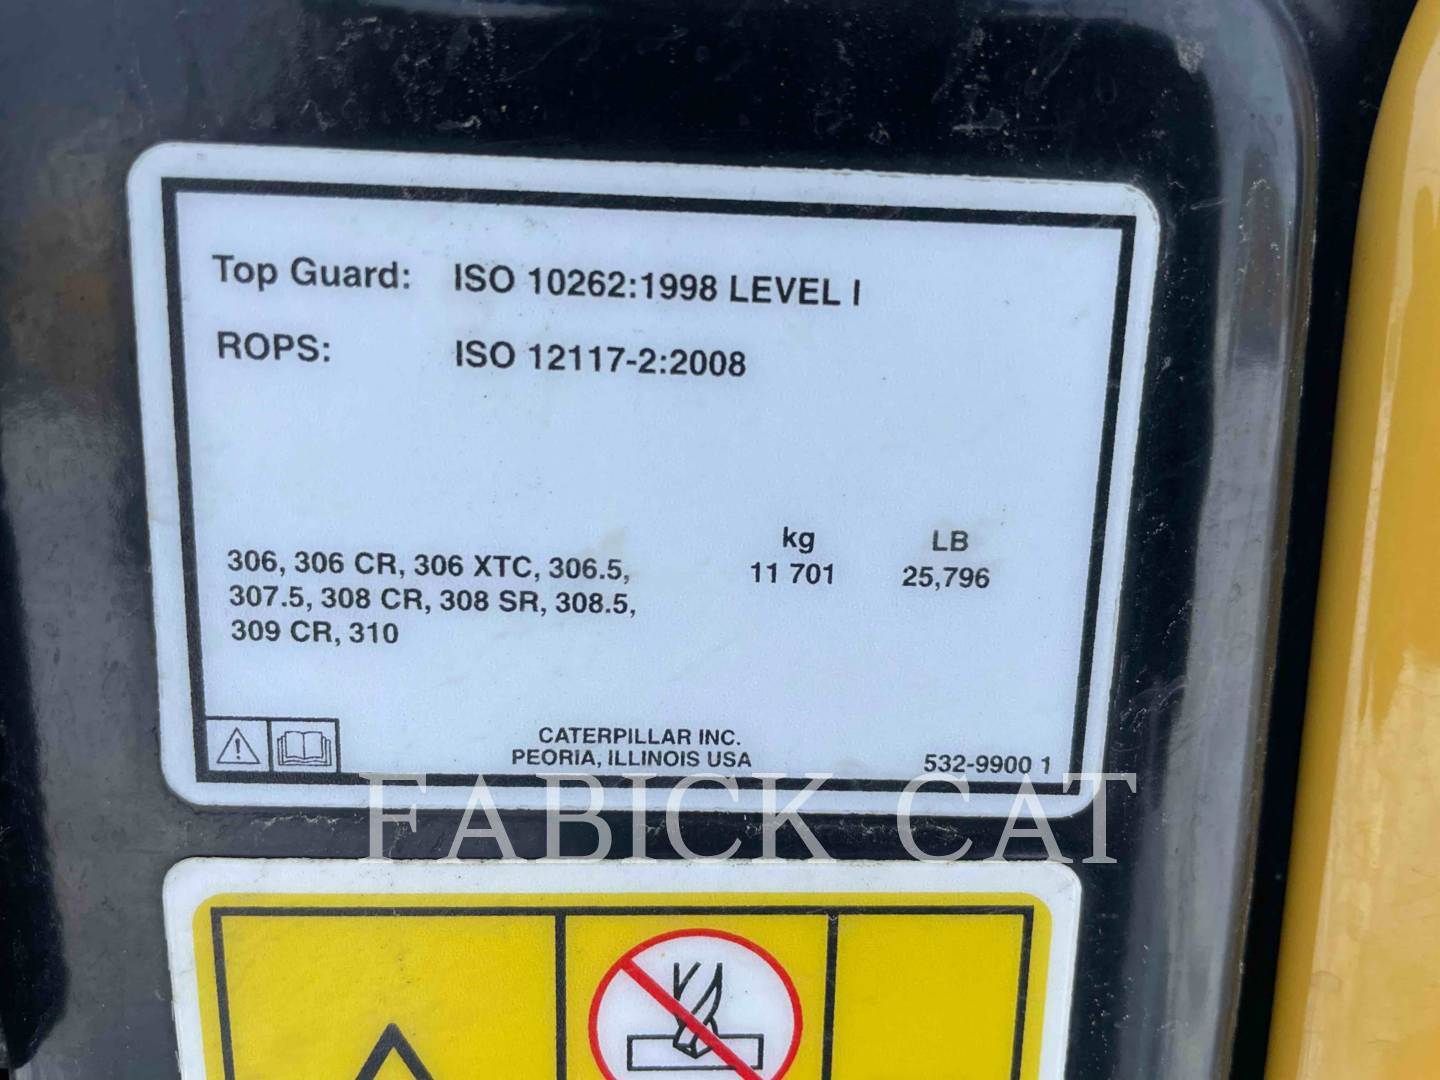 Top Guard: ISO 10262:1998 LEVEL I
ROPS: ISO 12117-2:2008
kg LB
306, 306 CR, 306 XTC, 306.5, 11 701 25,796
307.5, 308 CR, 308 SR, 308.5,
309 CR, 310
CATERPILLAR INC.
PEORIA, ILLINOIS USA 532-9900 1
FABICK CAT